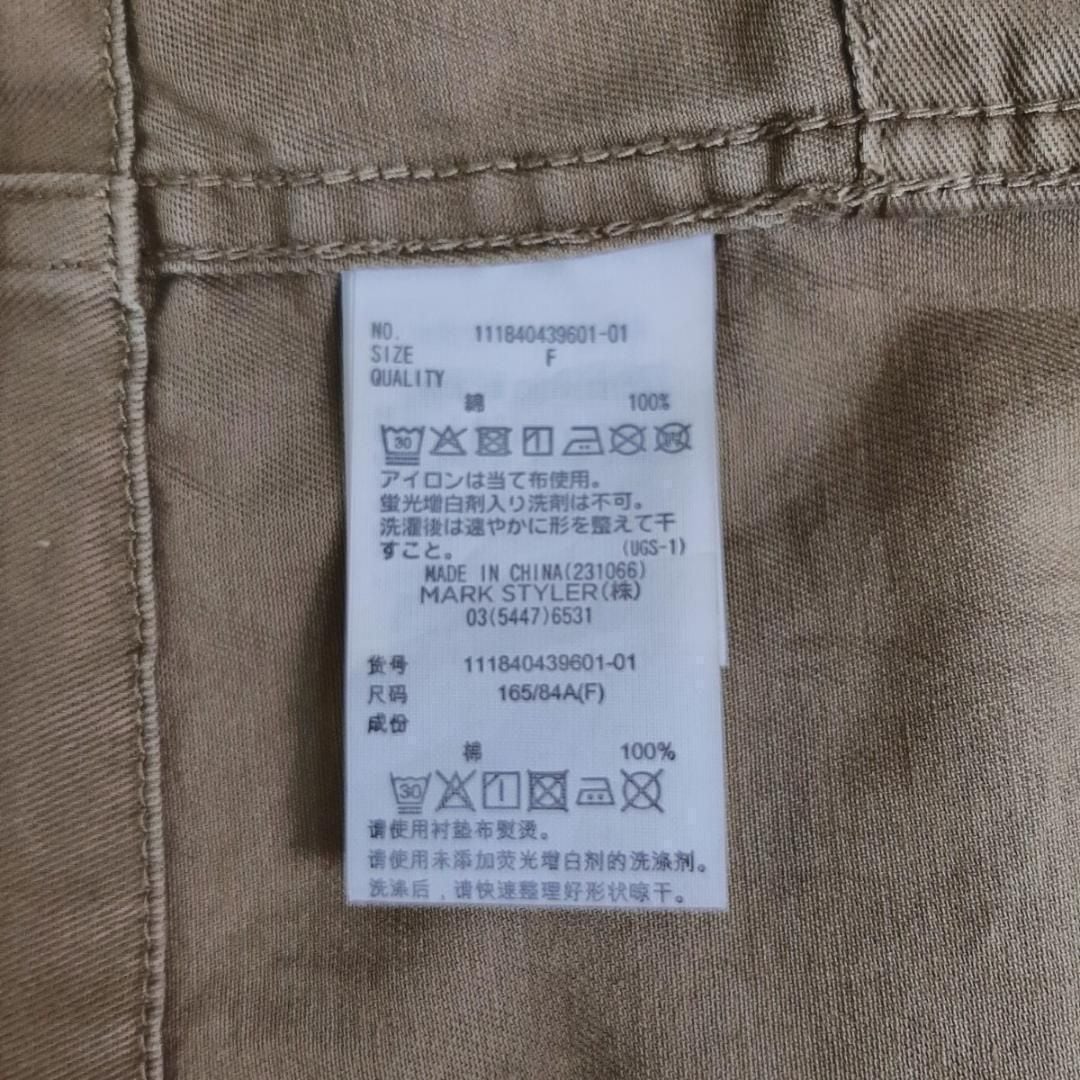 NO. 111840439601-01
SIZE F
QUALITY
綿 100%
30
アイロンは当て布使用。
蛍光増白剤入り洗剤は不可。
洗濯後は速やかに形を整えて干
すこと。 (UGS-1)
MADE IN CHINA(231066)
MARK STYLER(株)
03(5447)6531
货号 111840439601-01
尺码 165/84A(F)
成份
棉 100%
30
请使用衬垫布熨烫。
请使用未添加荧光增白剂的洗涤剂。
洗涤后，请快速整理好形状晾干。